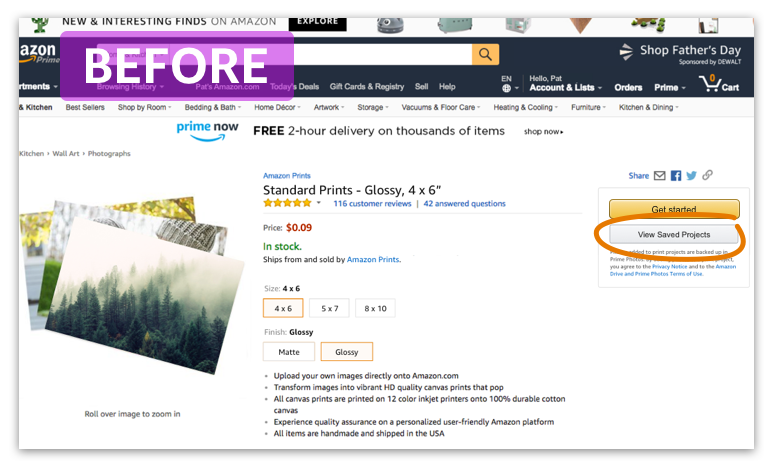 NEW & INTERESTING FINDS ON AMAZON EXPLORE
BEFORE
azon
Prime
Shop Father's Day
Sponsored by DEWALT
rtments
Browsing History
Pat's Amazon.com
Today's Deals
Gift Cards & Registry
Sell
Help
EN
Hello, Pat
Account & Lists
Orders
Prime
0
Cart
& Kitchen Best Sellers Shop by Room Bedding & Bath Home Décor Artwork Storage Vacuums & Floor Care Heating & Cooling Furniture Kitchen & Dining
prime now FREE 2-hour delivery on thousands of items shop now
Kitchen › Wall Art › Photographs
Amazon Prints
Share
Standard Prints - Glossy, 4 x 6"
116 customer reviews | 42 answered questions
Price: $0.09
In stock.
Ships from and sold by Amazon Prints.
Get started
View Saved Projects
added to print projects are backed up in
Prime Photos.
you agree to the Privacy Notice and to the Amazon
Drive and Prime Photos Terms of Use.
Size: 4 x 6
4 x 6 5 x 7 8 x 10
Finish: Glossy
Matte Glossy
• Upload your own images directly onto Amazon.com
• Transform images into vibrant HD quality canvas prints that pop
• All canvas prints are printed on 12 color inkjet printers onto 100% durable cotton
canvas
• Experience quality assurance on a personalized user-friendly Amazon platform
• All items are handmade and shipped in the USA
Roll over image to zoom in